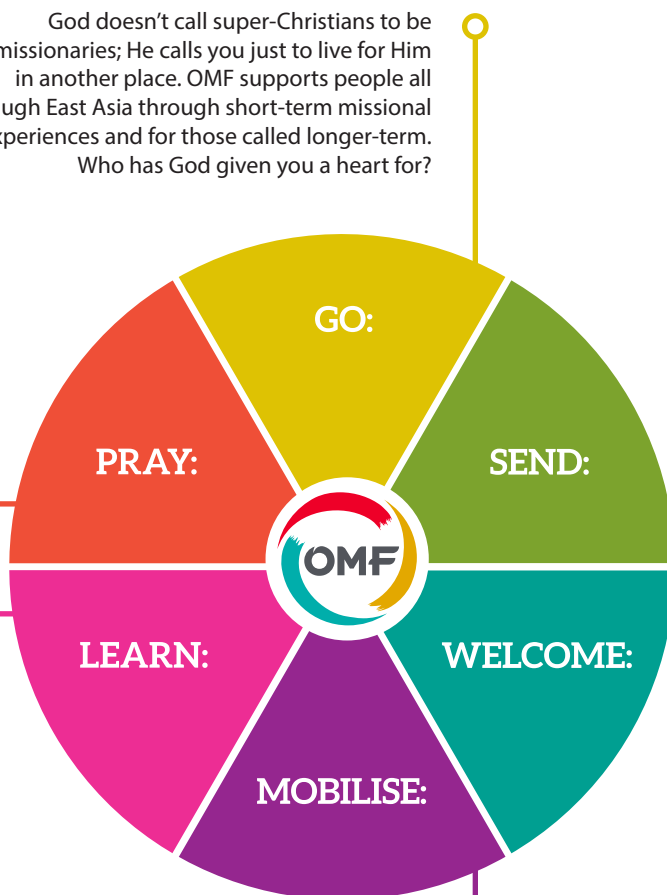 God doesn’t call super-Christians to be
missionaries; He calls you just to live for Him
in another place. OMF supports people all
ugh East Asia through short-term missional
xperiences and for those called longer-term.
Who has God given you a heart for?
GO:
PRAY:
SEND:
OMF
LEARN:
WELCOME:
MOBILISE: